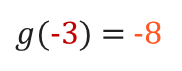 g(-3) = -8